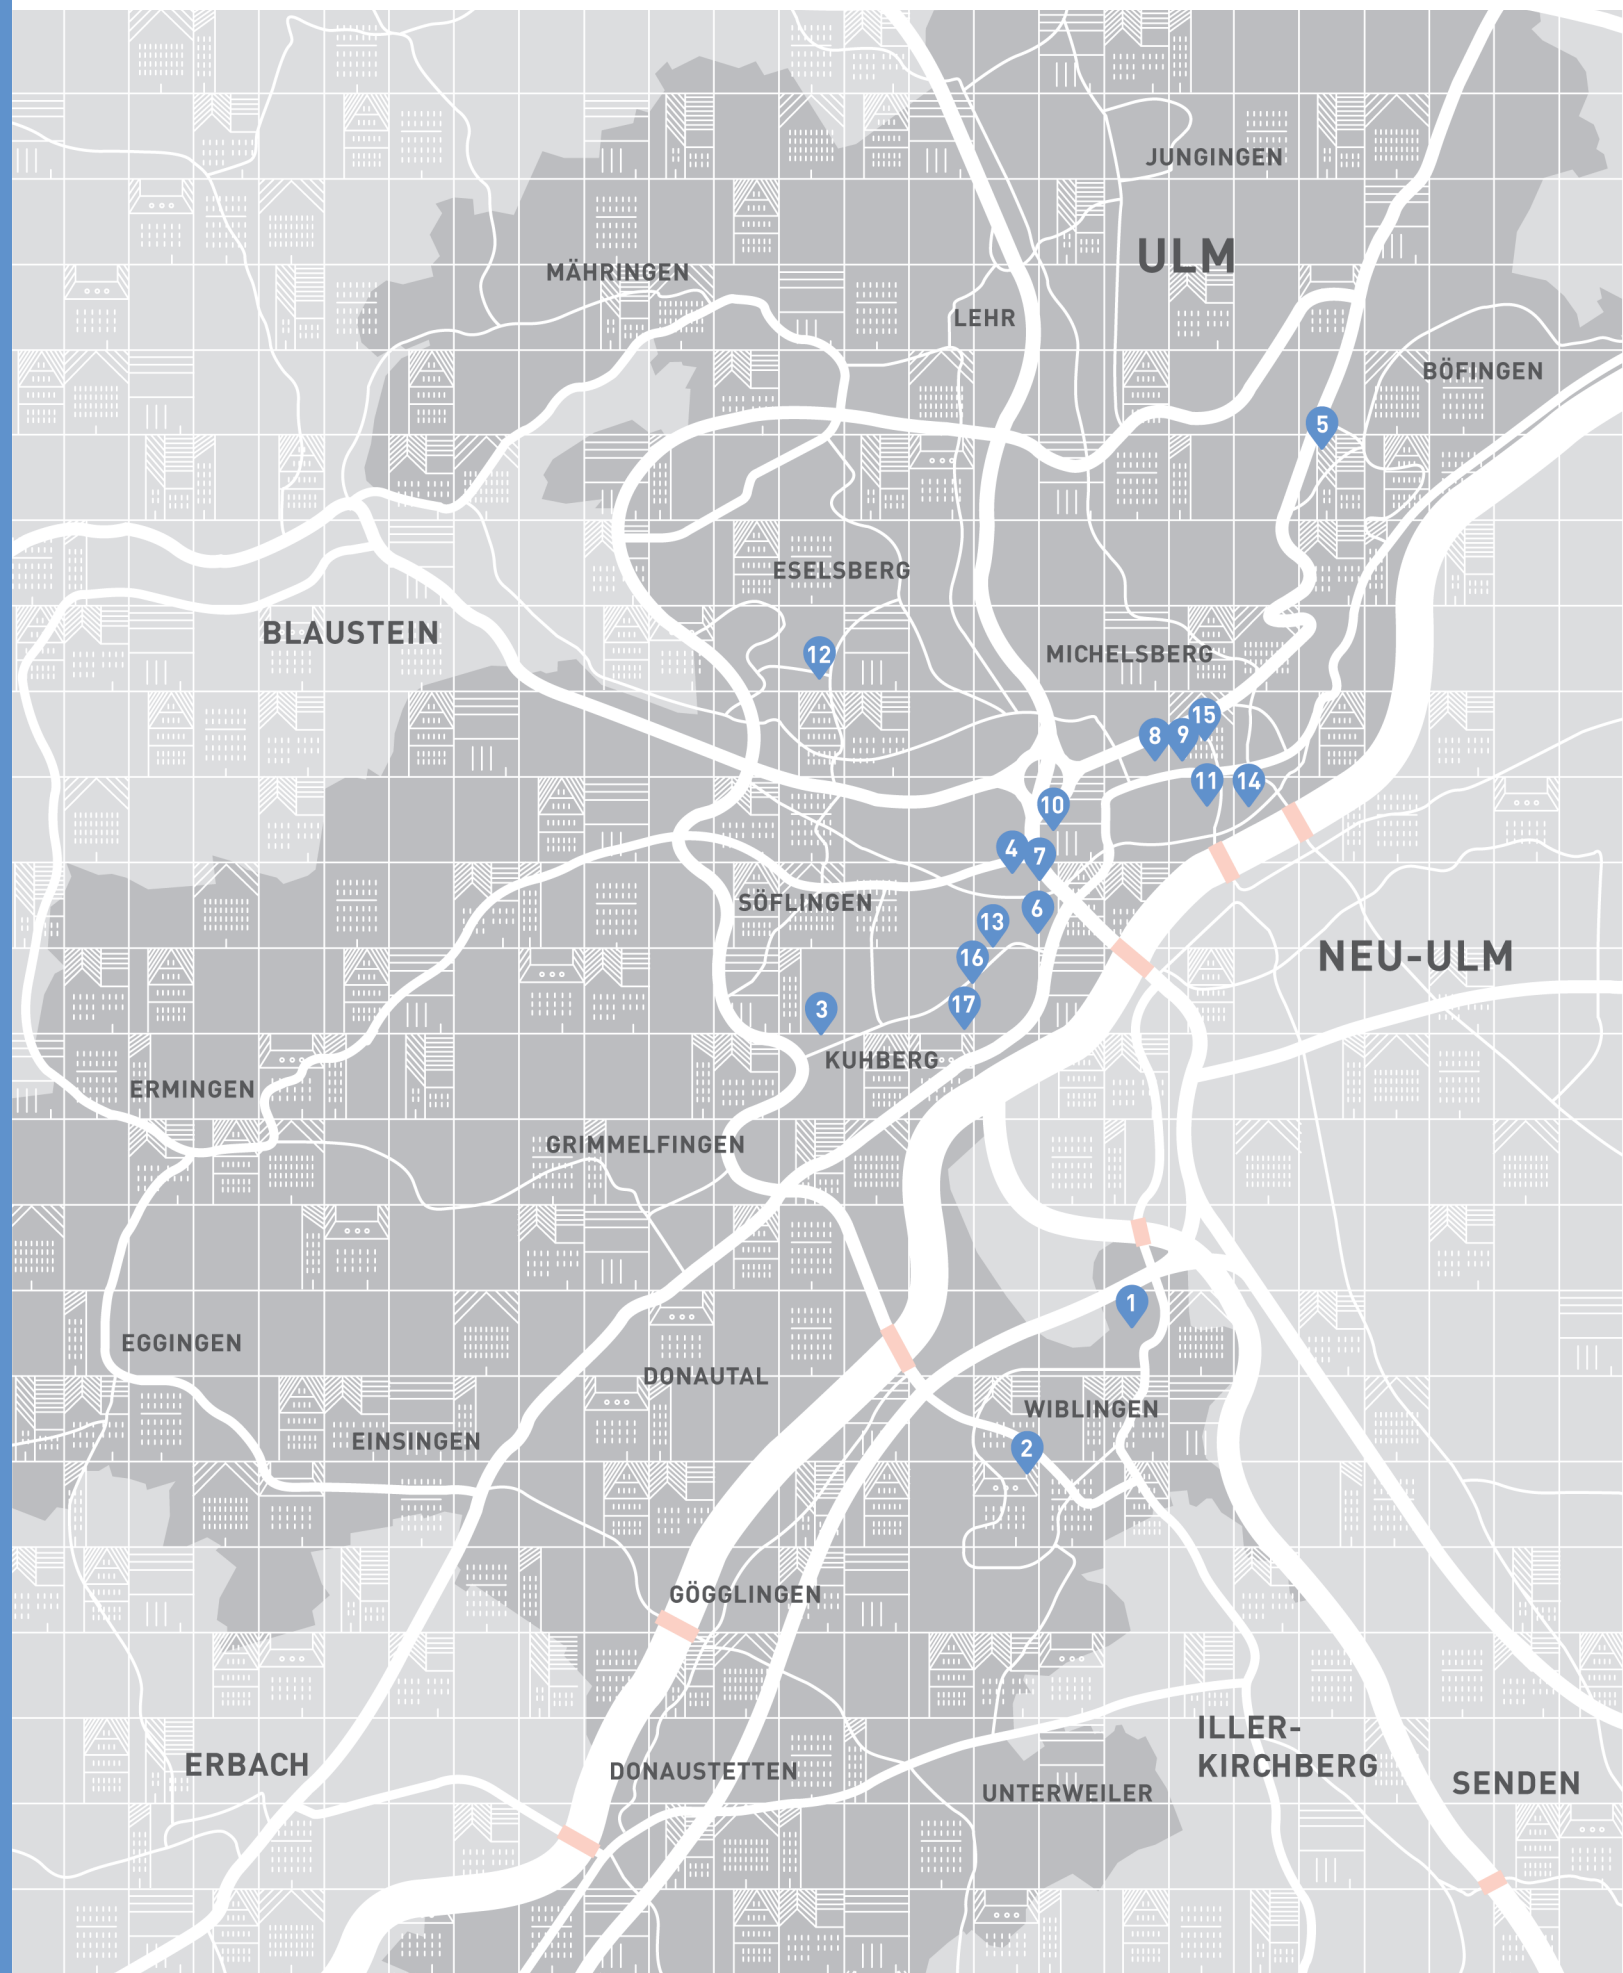 JUNGINGEN
ULM
MÄHRINGEN
LEHR
BÖFINGEN
5
ESELSBERG
BLAUSTEIN
12
MICHELSBERG
15
8
9
11
14
10
4
7
SÖFLINGEN
6
13
16
NEU-ULM
17
3
KUHBERG
ERMINGEN
GRIMMELFINGEN
1
EGGINGEN
DONAUTAL
WIBLINGEN
EINSINGEN
2
GÖGGLINGEN
ILLER-
KIRCHBERG
ERBACH
DONAUSTETTEN
SENDEN
UNTERWEILER